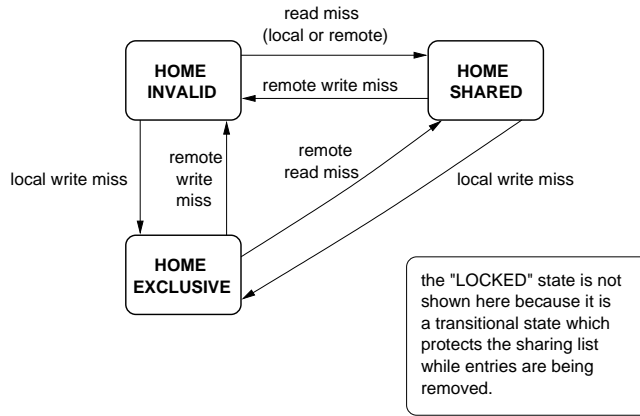 read miss
(local or remote)
HOME
INVALID
HOME
SHARED
remote write miss
local write miss
remote
write
miss
remote
read miss
local write miss
HOME
EXCLUSIVE
the "LOCKED" state is not
shown here because it is
a transitional state which
protects the sharing list
while entries are being
removed.